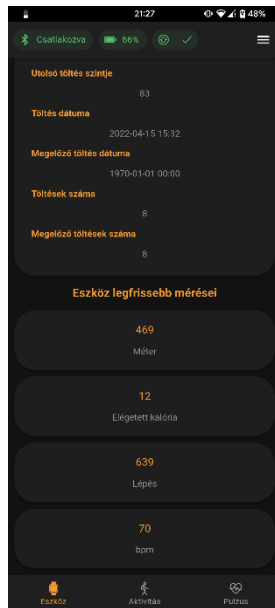 21:27
48%
Csatlakozva
66%
Utolsó töltés szintje
83
Töltés dátuma
2022-04-15 15:32
Megelőző töltés dátuma
1970-01-01 00:00
Töltések száma
8
Megelőző töltések száma
8
Eszköz legfrissebb mérései
469
Méter
12
Elégetett kalória
639
Lépés
70
bpm
Eszköz
Aktivitás
Pulzus